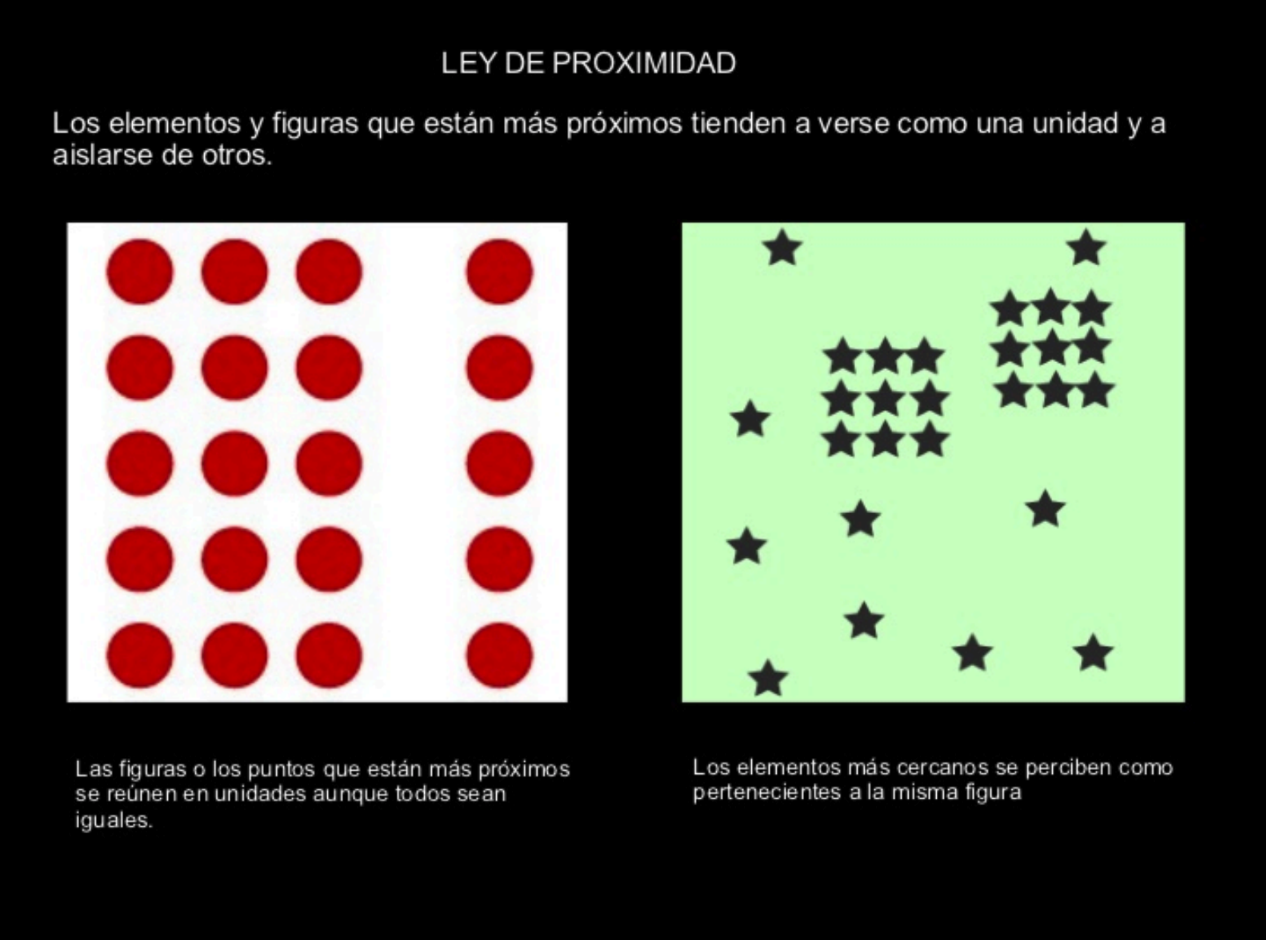 LEY DE PROXIMIDAD
Los elementos y figuras que están más próximos tienden a verse como una unidad y a
aislarse de otros.
Las figuras o los puntos que están más próximos
se reúnen en unidades aunque todos sean
iguales.
Los elementos más cercanos se perciben como
pertenecientes a la misma figura